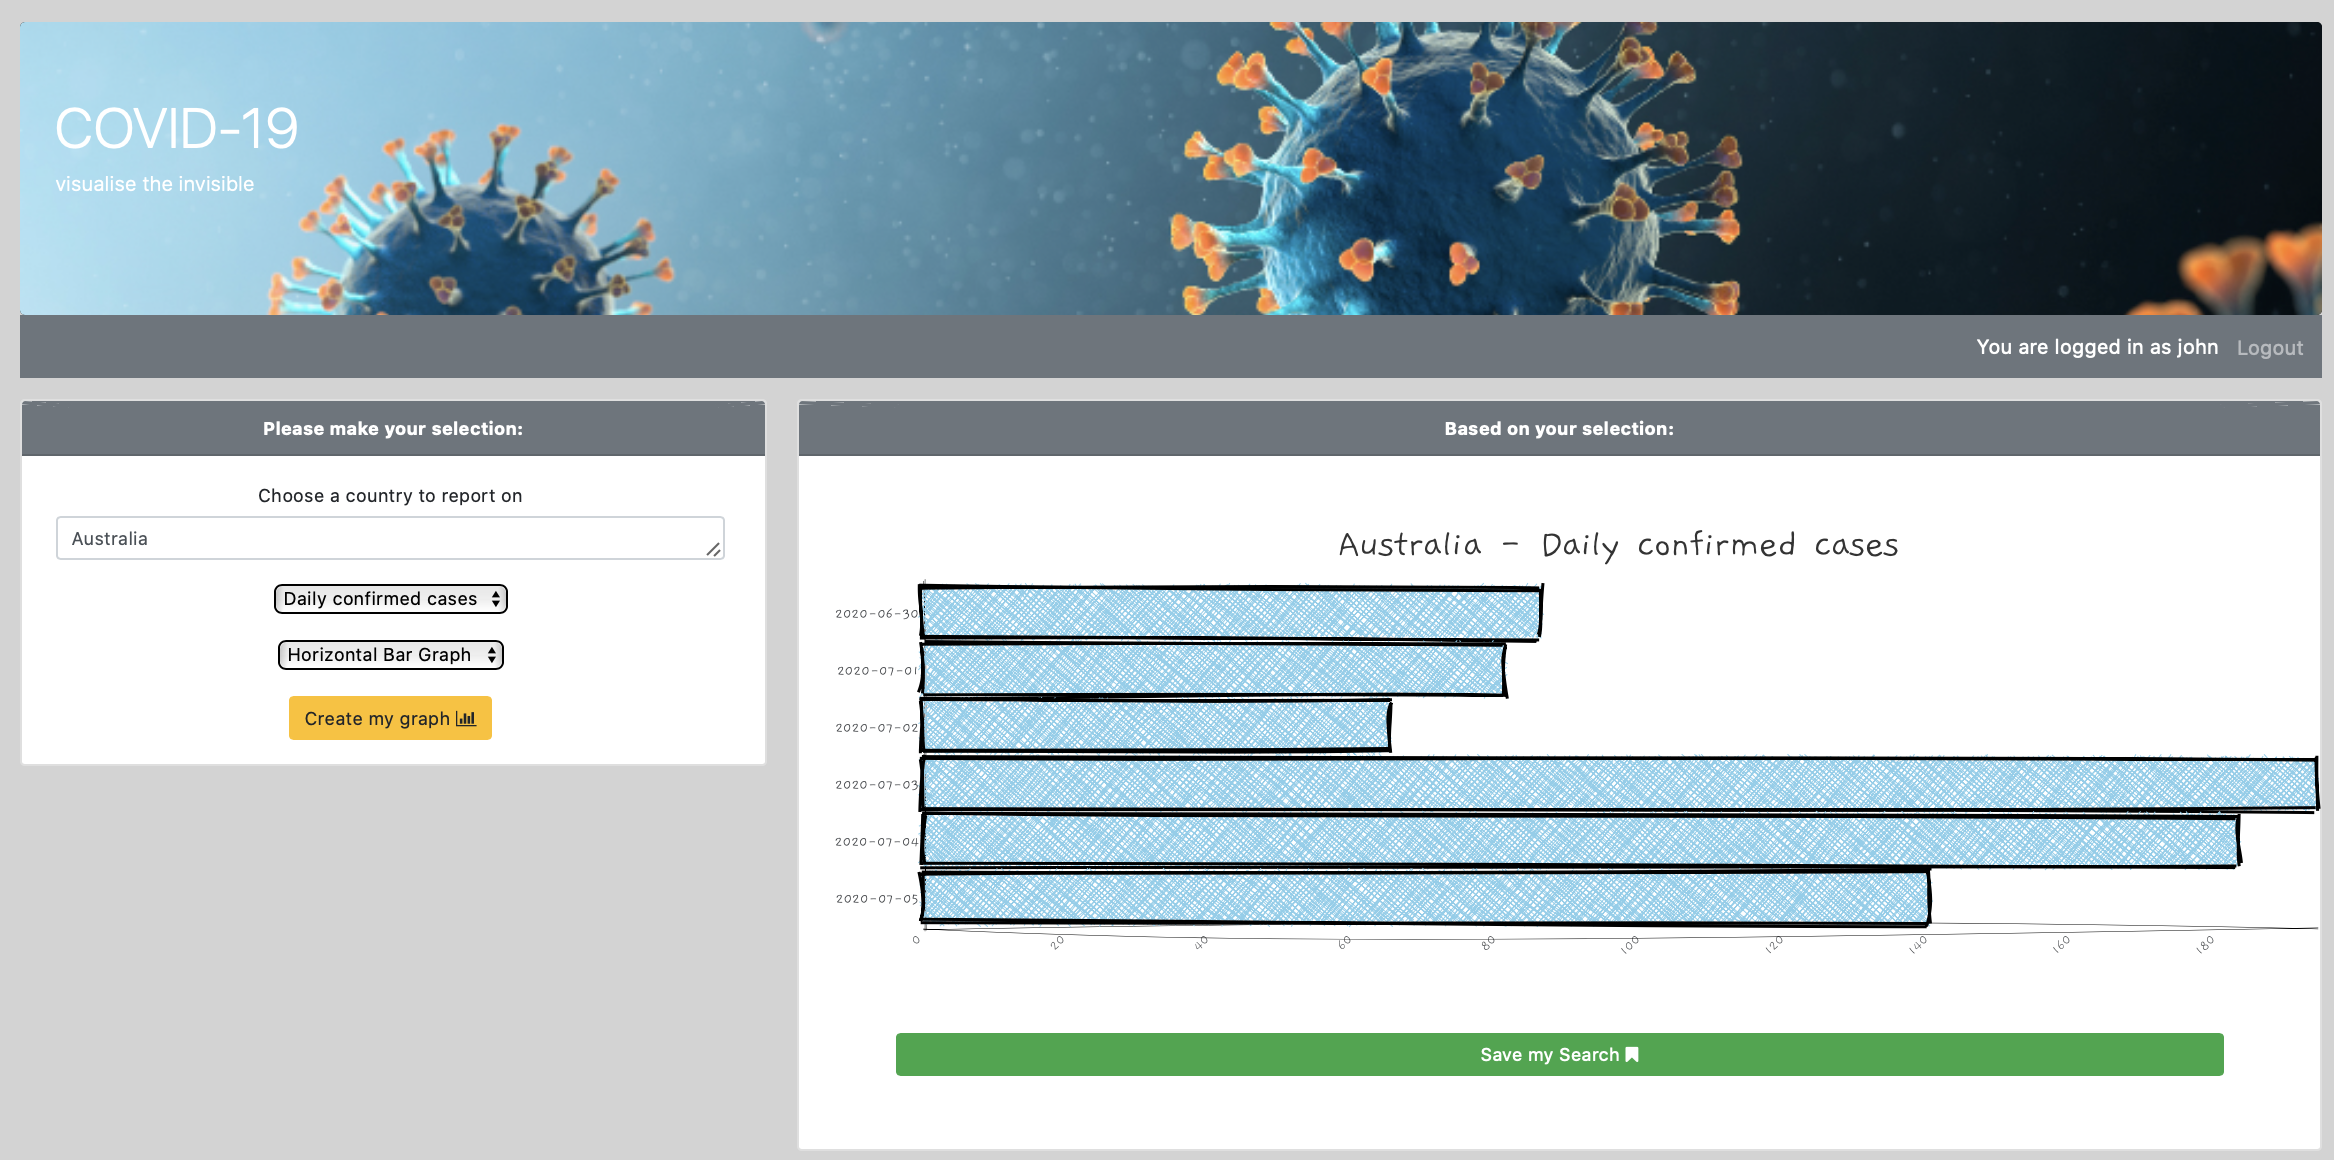 COVID-19
visualise the invisible
You are logged in as john Logout
Please make your selection:
Choose a country to report on
Australia
Daily confirmed cases
Horizontal Bar Graph
Create my graph
Based on your selection:
Australia - Daily confirmed cases
2020-06-30
2020-07-01
2020-07-02
2020-07-03
2020-07-04
2020-07-05
0 20 40 60 80 100 120 140 160 180
Save my Search